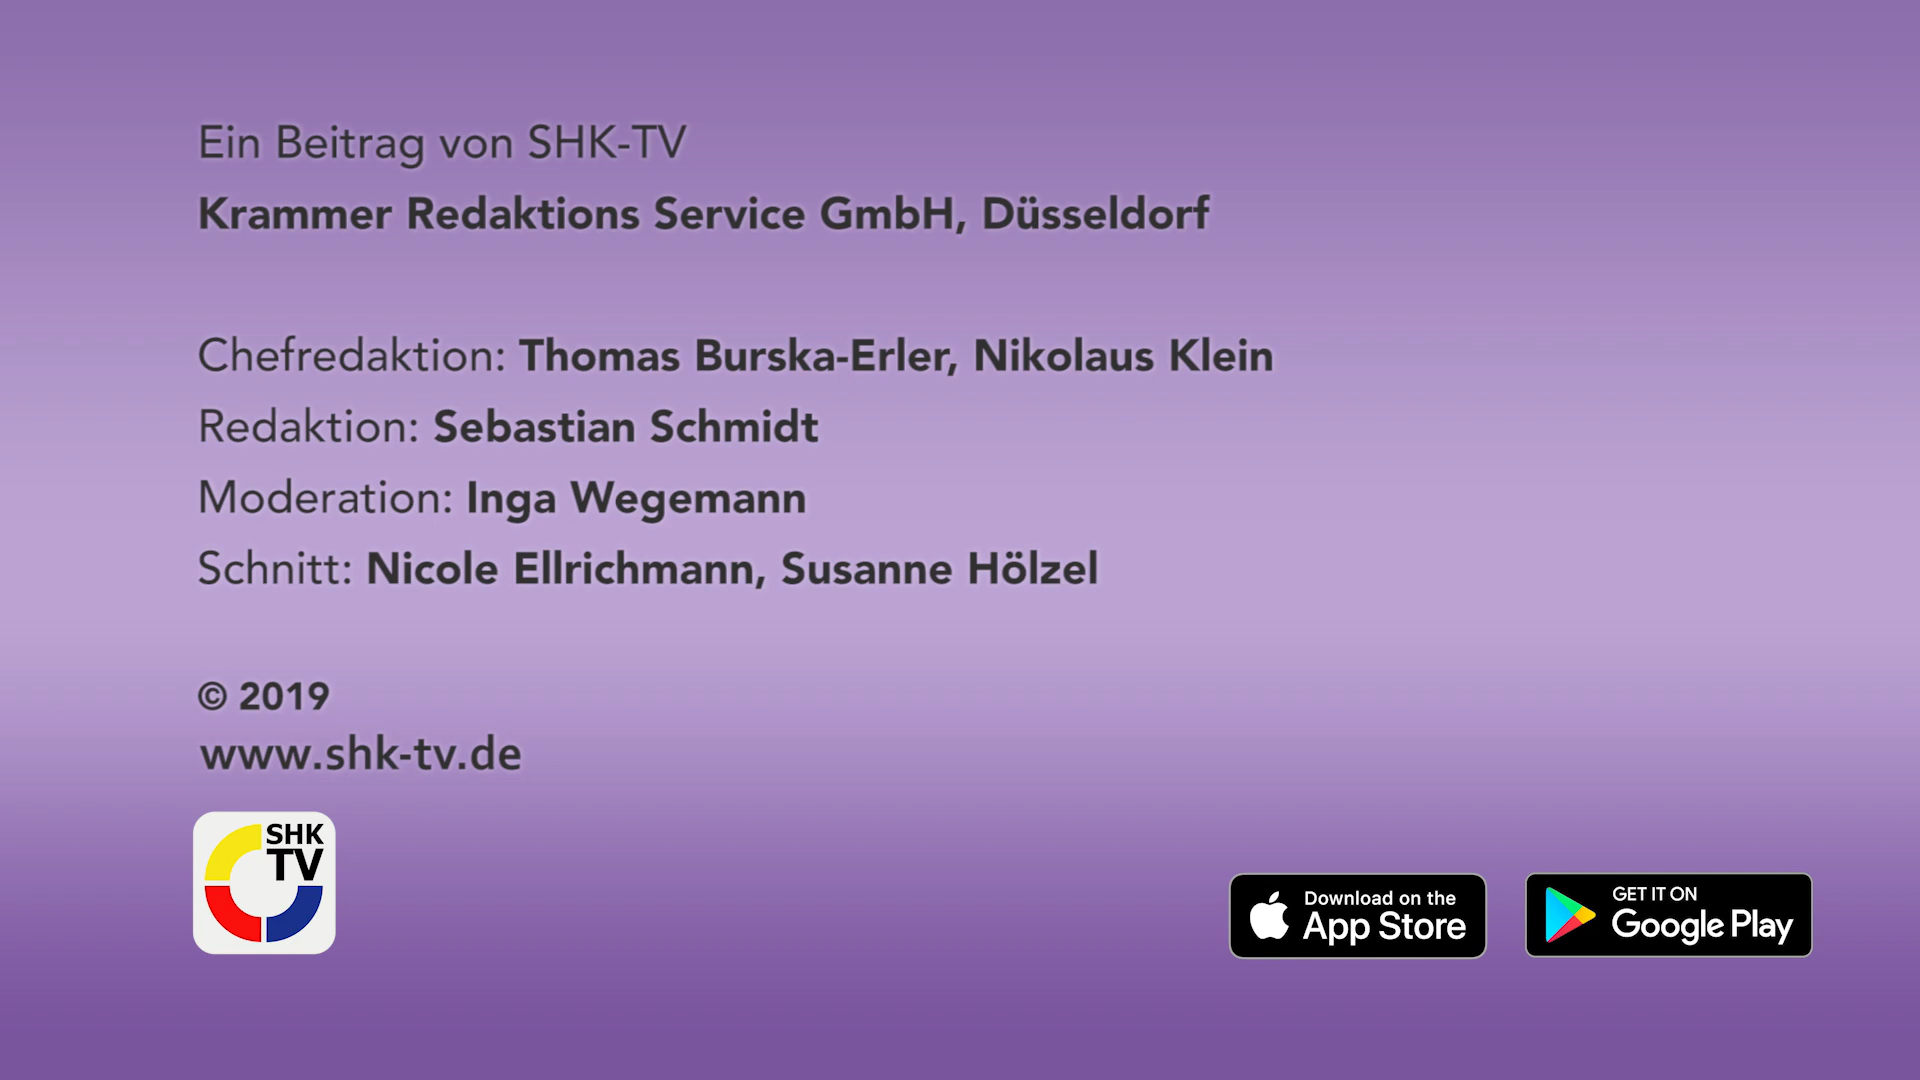 Ein Beitrag von SHK-TV
Krammer Redaktions Service GmbH, Düsseldorf
Chefredaktion: Thomas Burska-Erler, Nikolaus Klein
Redaktion: Sebastian Schmidt
Moderation: Inga Wegemann
Schnitt: Nicole Ellrichmann, Susanne Hölzel
© 2019
www.shk-tv.de
SHK
TV
Download on the
App Store
GET IT ON
Google Play